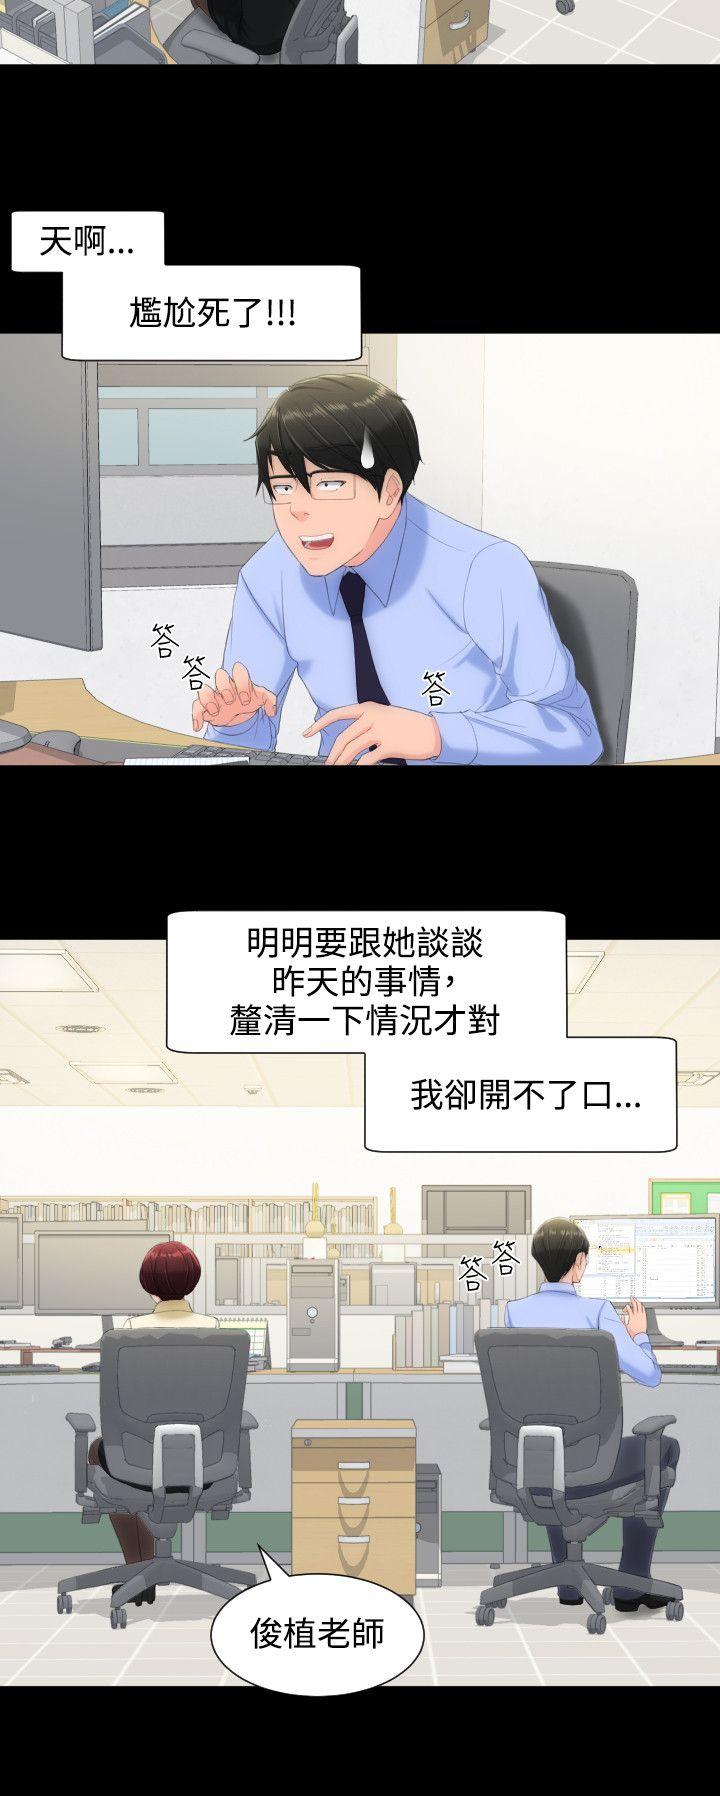 天啊...
尷尬死了!!!
答
答
答
明明要跟她談談
昨天的事情,
釐清一下情況才對
我卻開不了口...
答
答
俊植老師